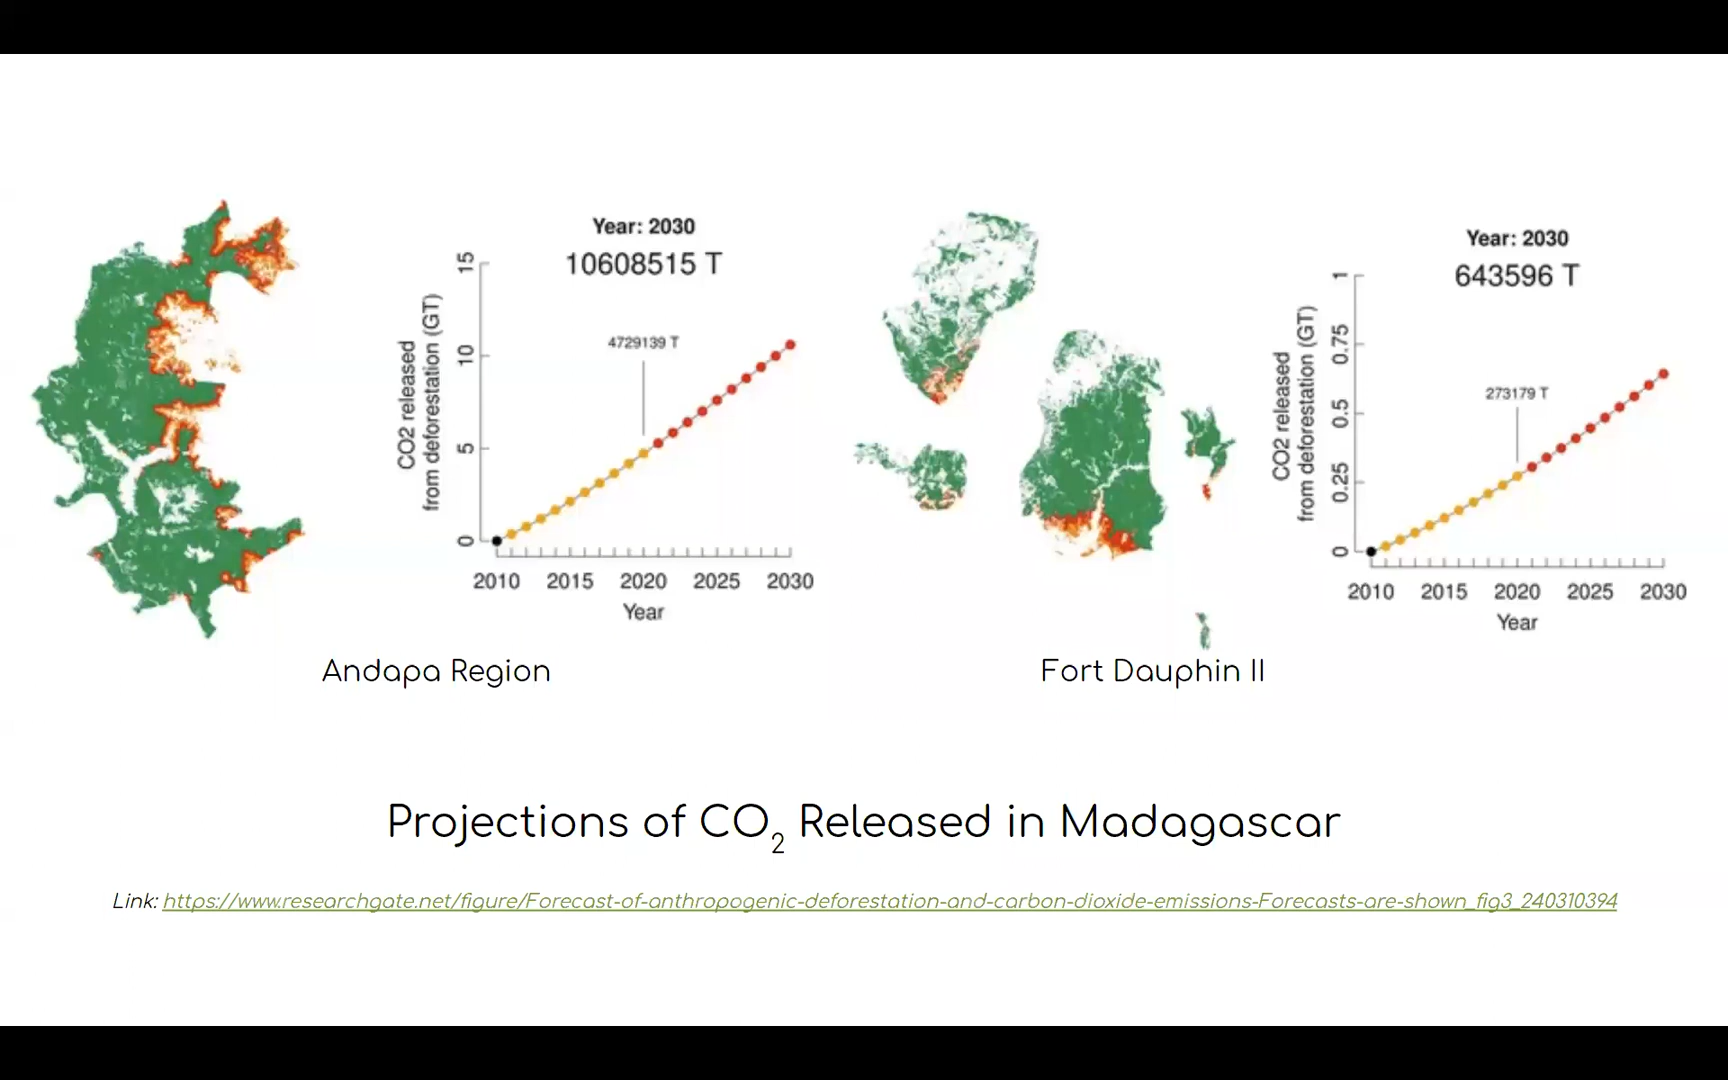 Year: 2030
10608515 T
15
10
5
0
CO2 released
from deforestation (GT)
4729139 T
2010 2015 2020 2025 2030
Year
Andapa Region
Year: 2030
643596 T
1
0.75
0.5
0.25
0
CO2 released
from deforestation (GT)
273179 T
2010 2015 2020 2025 2030
Year
Fort Dauphin II
Projections of CO2 Released in Madagascar
Link: https://www.researchgate.net/figure/Forecast-of-anthropogenic-deforestation-and-carbon-dioxide-emissions-Forecasts-are-shown_fig3_240310394